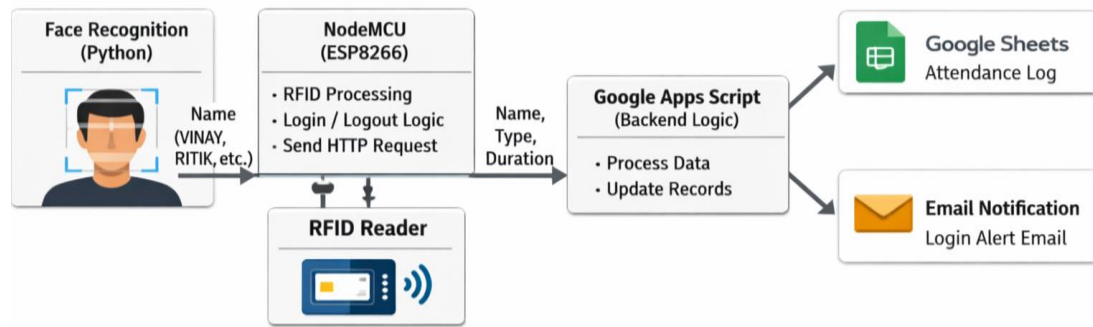 Face Recognition
(Python)
Name
(VINAY,
RITIK, etc.)
NodeMCU
(ESP8266)
• RFID Processing
• Login / Logout Logic
• Send HTTP Request
RFID Reader
Name,
Type,
Duration
Google Apps Script
(Backend Logic)
• Process Data
• Update Records
Google Sheets
Attendance Log
Email Notification
Login Alert Email